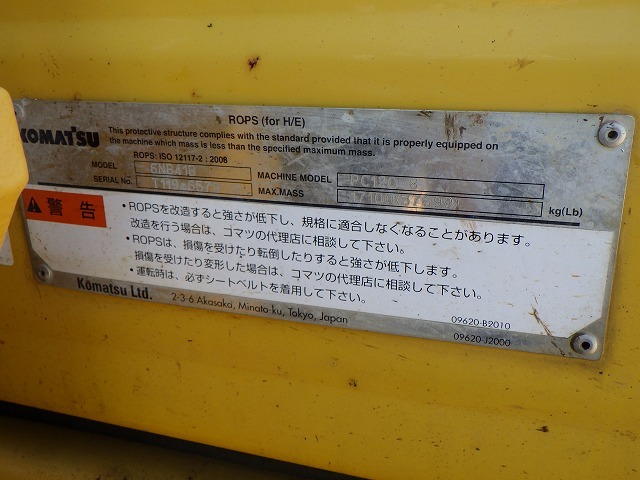 ROPS (for H/E)
KOMATSU
This protective structure complies with the standard provided that it is properly equipped on
the machine which mass is less than the specified maximum mass.
ROPS: ISO 12117-2 : 2008
MODEL
SERIAL No.
MACHINE MODEL
MAX.MASS
kg(Lb)
警告
・ROPSを改造すると強さが低下し、規格に適合しなくなることがあります。
改造を行う場合は、コマツの代理店に相談して下さい。
・ROPSは、損傷を受けたり転倒したりすると強さが低下します。
損傷を受けたり変形した場合は、コマツの代理店に相談して下さい。
・運転時は、必ずシートベルトを着用して下さい。
Komatsu Ltd.
2-3-6 Akasaka, Minato-ku, Tokyo, Japan
09620-B2010
09620-J2000